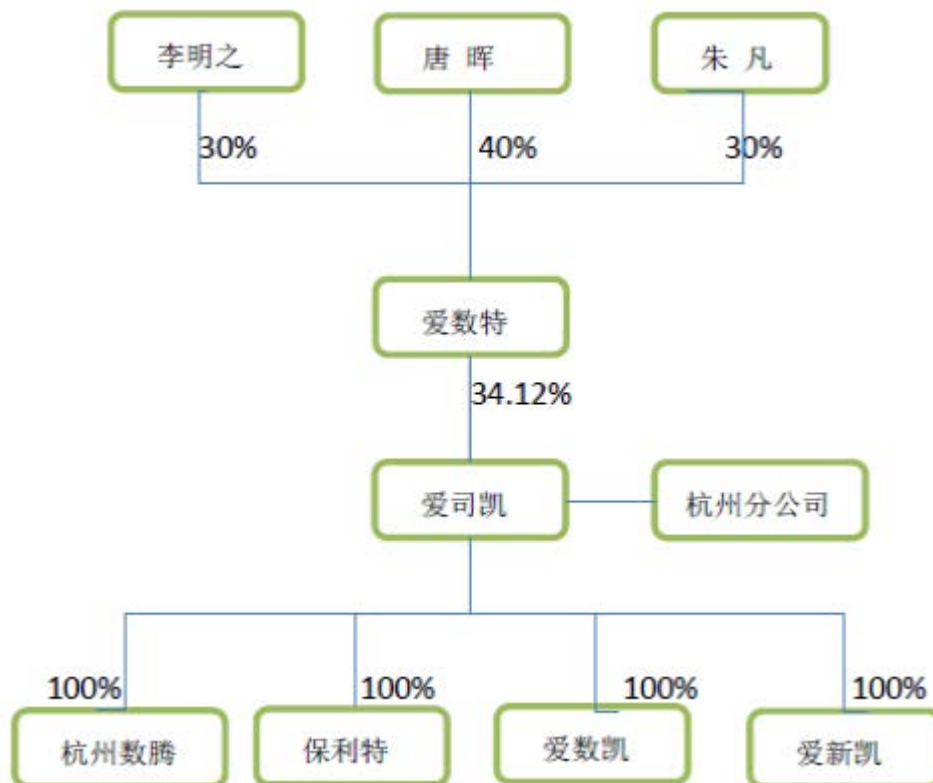 李明之
唐 晖
朱 凡
30%
40%
30%
爱数特
34.12%
爱司凯
杭州分公司
100%
100%
100%
100%
杭州数腾
保利特
爱数凯
爱新凯